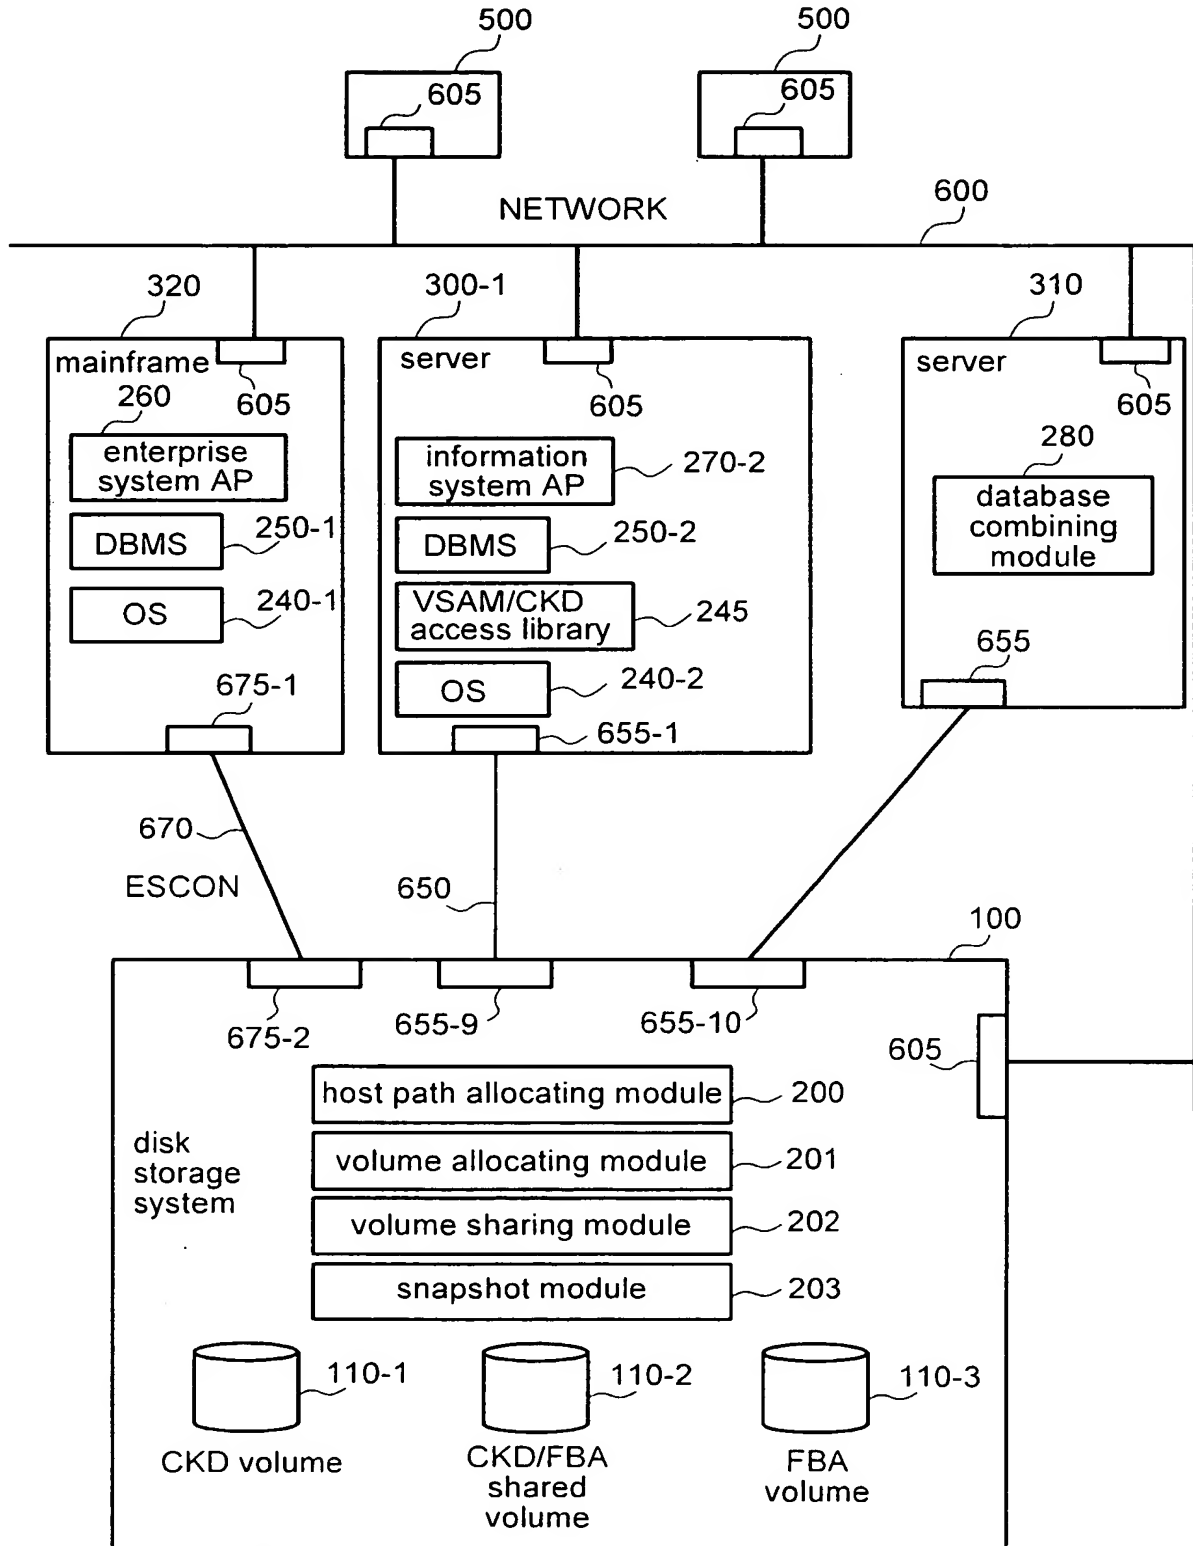 500
500
605
605
NETWORK
600
320
300-1
310
mainframe
server
server
605
605
605
260
enterprise
system AP
information
system AP
270-2
280
database
combining
module
DBMS
250-1
DBMS
250-2
VSAM/CKD
access library
245
OS
240-1
OS
240-2
655
675-1
655-1
670
ESCON
650
100
675-2
655-9
655-10
605
host path allocating module
200
disk
storage
system
volume allocating module
201
volume sharing module
202
snapshot module
203
110-1
110-2
110-3
CKD volume
CKD/FBA
shared
volume
FBA
volume